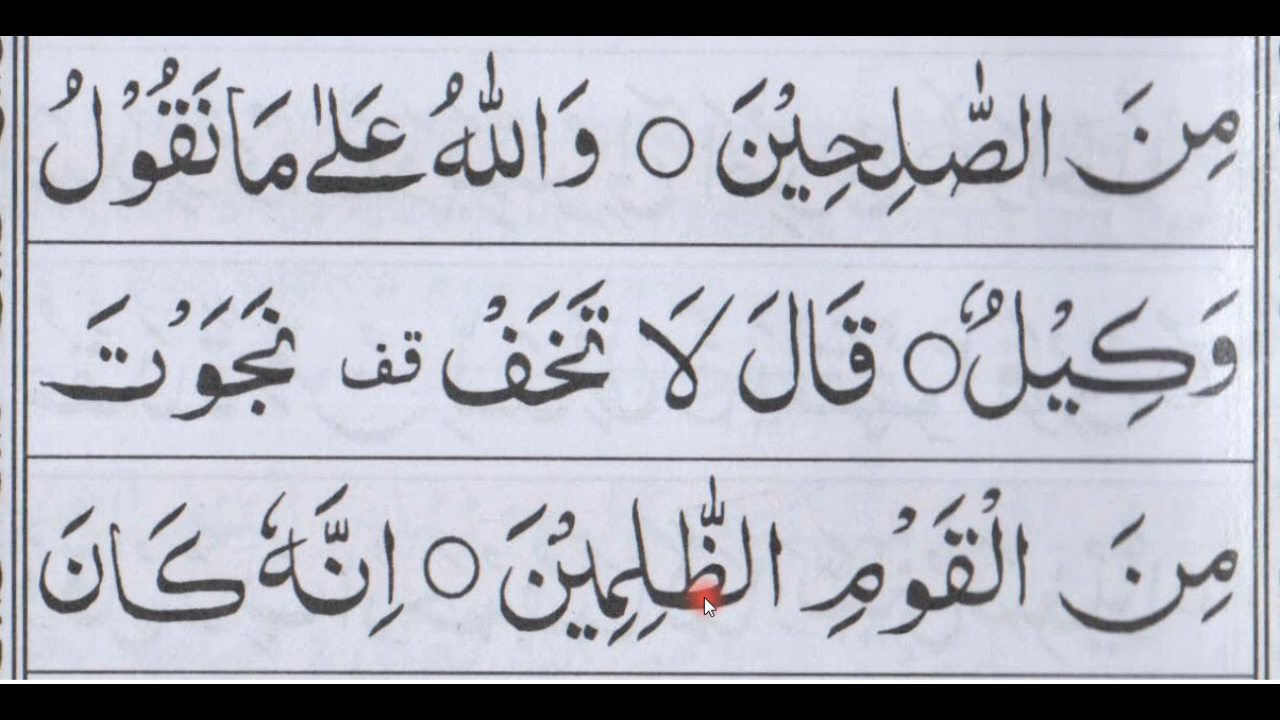 مِنَ الصّٰلِحِيْنَ ○ وَاللّٰهُ عَلٰى مَا نَقُوْلُ
وَكِيْلٌ ○ قَالَ لَا تَخَفْ قف نَجَوْتَ
مِنَ الْقَوْمِ الظّٰلِمِيْنَ ○ اِنَّهٗ كَانَ